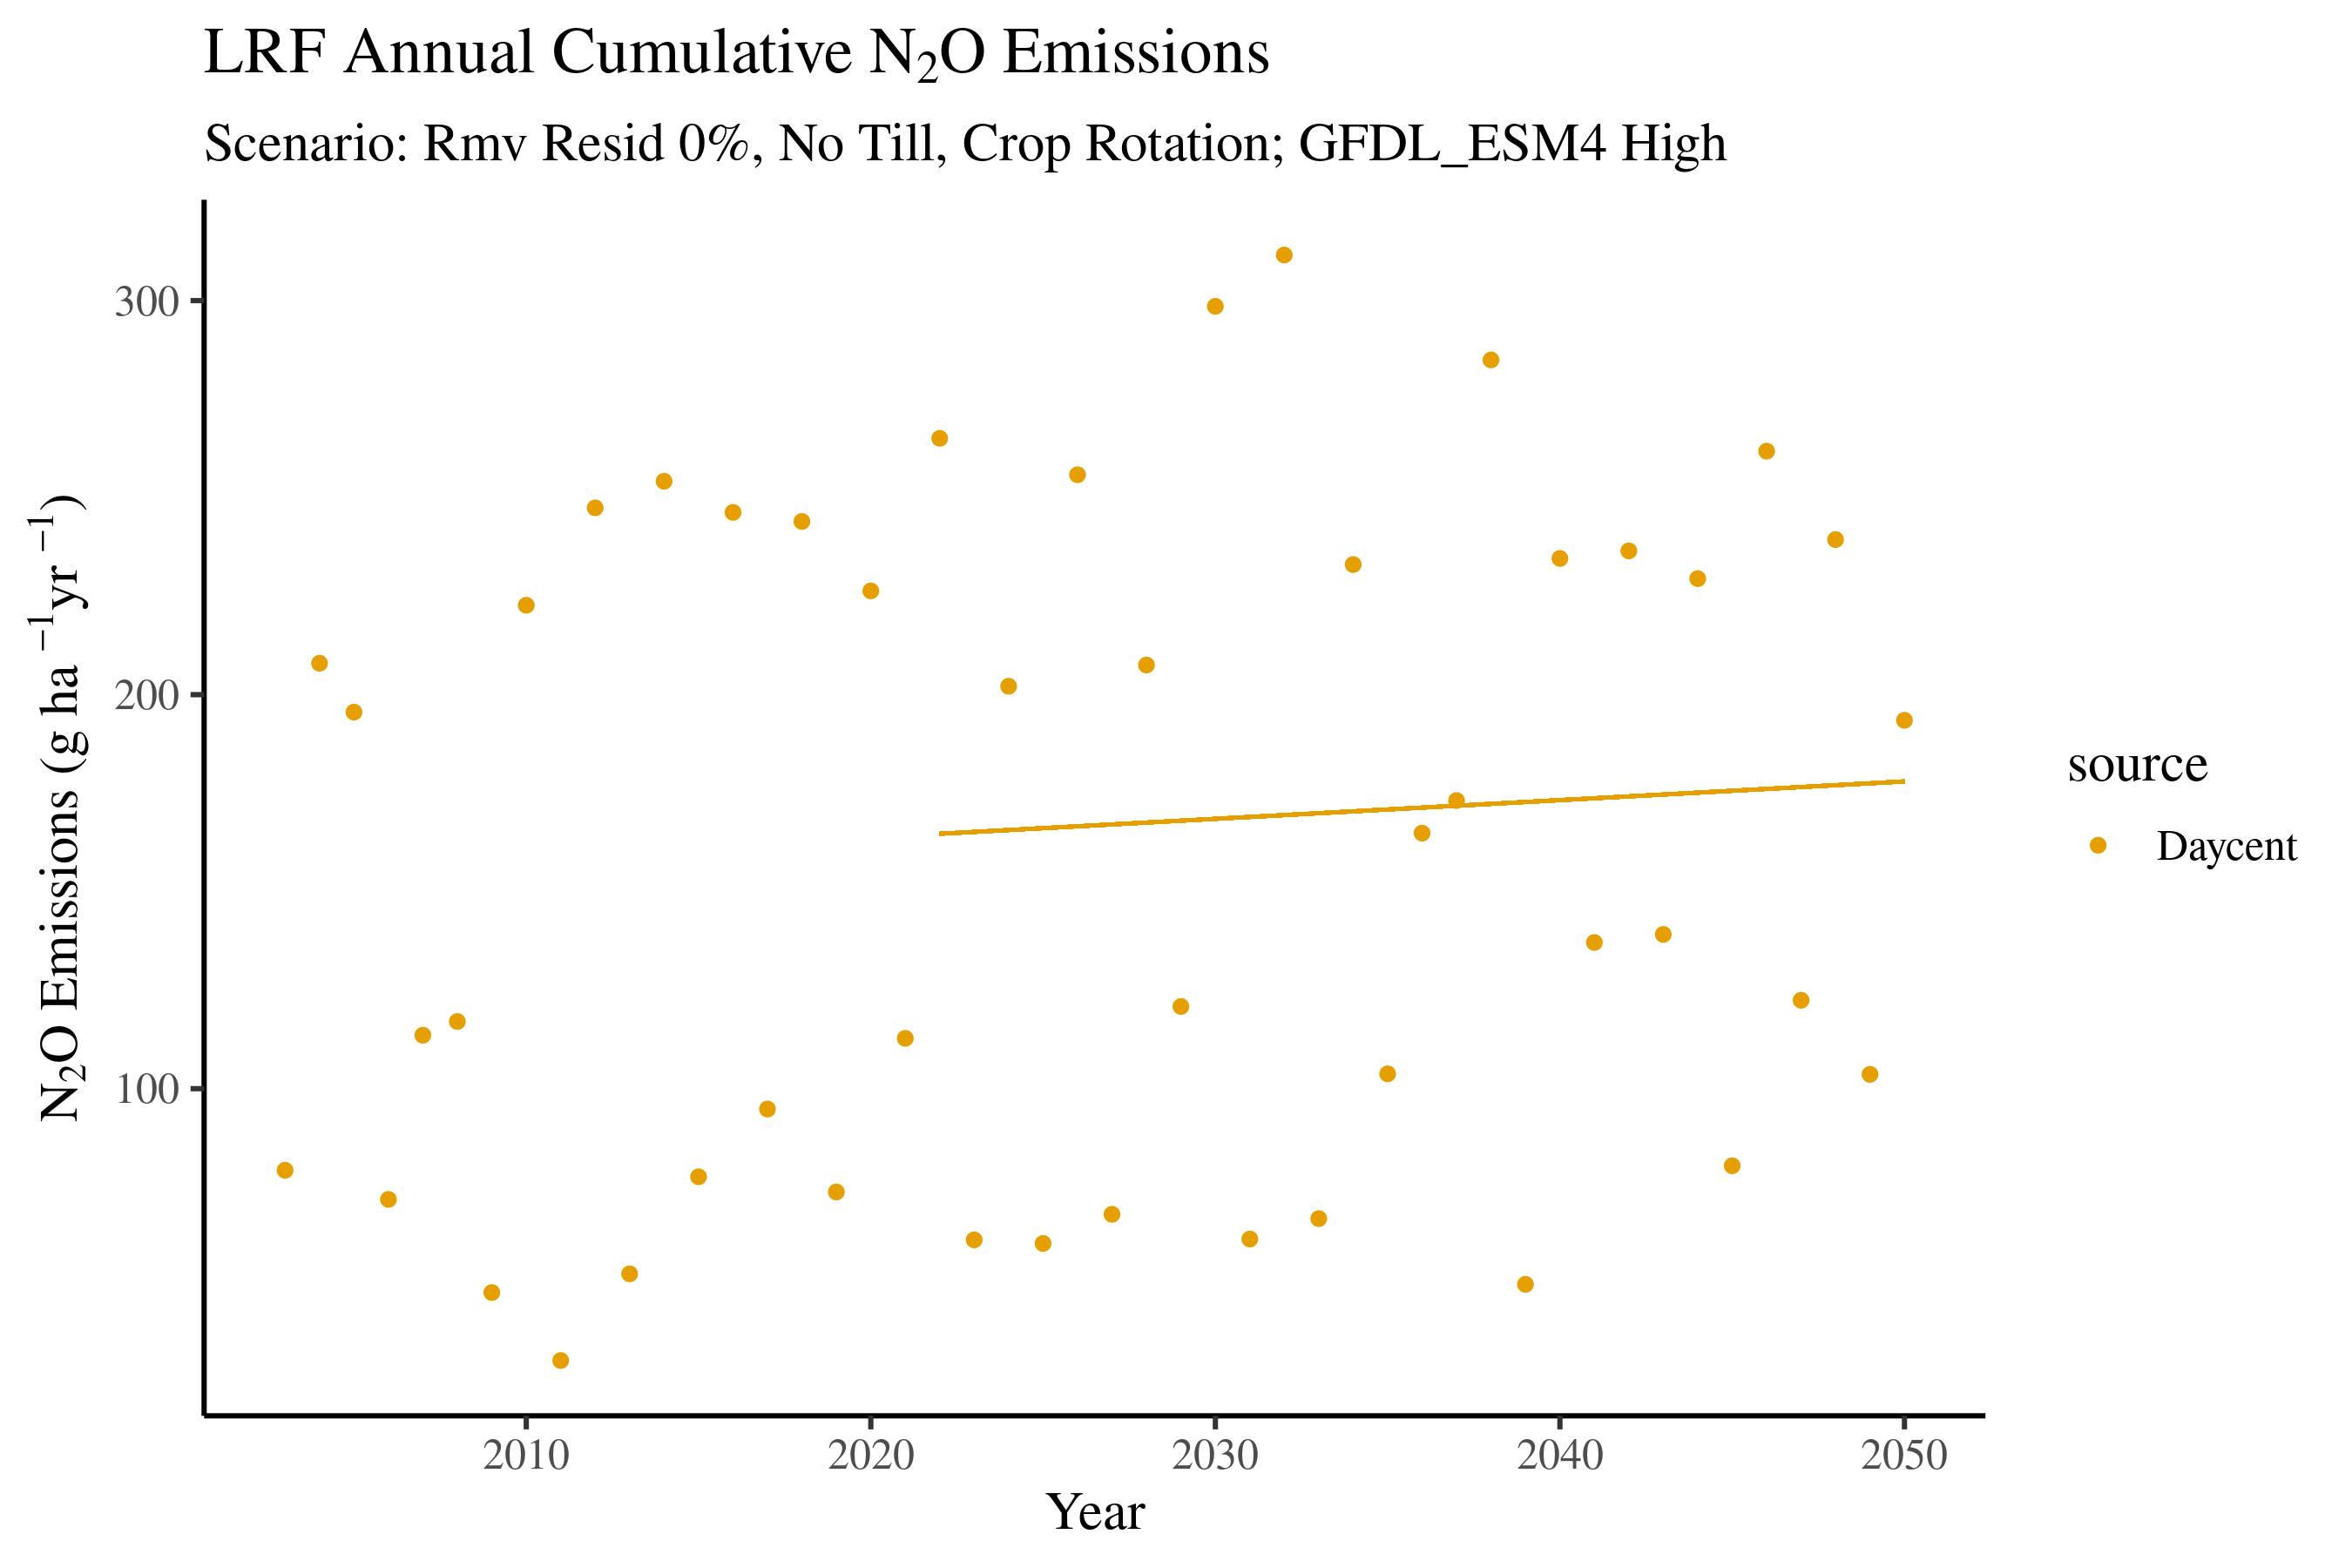 LRF Annual Cumulative N₂O Emissions
Scenario: Rmv Resid 0%, No Till, Crop Rotation; GFDL_ESM4 High
N₂O Emissions (g ha ⁻¹yr ⁻¹)
300
200
100
2010 2020 2030 2040 2050
Year
source
Daycent